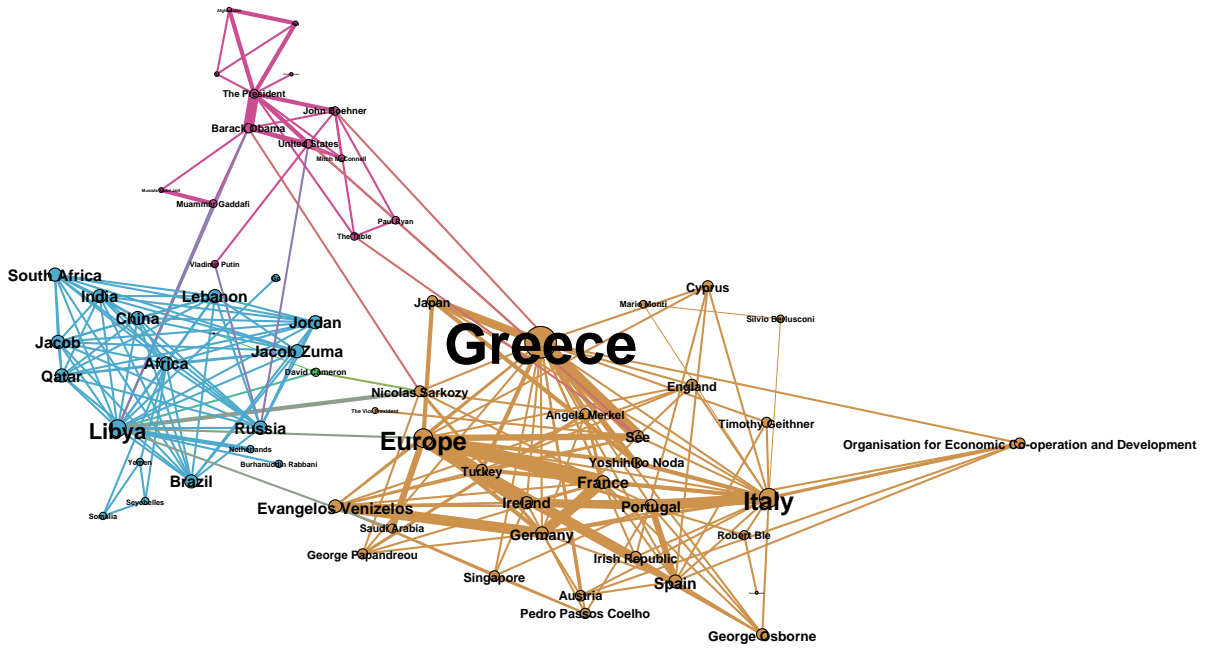 The President
John Boehner
Barack Obama
United States
Mitch McConnell
Muammar Gaddafi
Paul Ryan
The Table
Vladimir Putin
South Africa
India
Lebanon
China
Jordan
Jacob
Jacob Zuma
Africa
Qatar
David Cameron
Libya
Russia
Netherlands
Yemen
Burhanuddin Rabbani
Brazil
Seychelles
Somalia
Japan
Cyprus
Mario Monti
Silvio Berlusconi
Greece
Nicolas Sarkozy
England
The Vice President
Angela Merkel
Timothy Geithner
Europe
See
Organisation for Economic Co-operation and Development
Turkey
Yoshihiko Noda
France
Italy
Evangelos Venizelos
Ireland
Portugal
Saudi Arabia
Germany
Robert Ble
George Papandreou
Irish Republic
Singapore
Spain
Austria
Pedro Passos Coelho
George Osborne